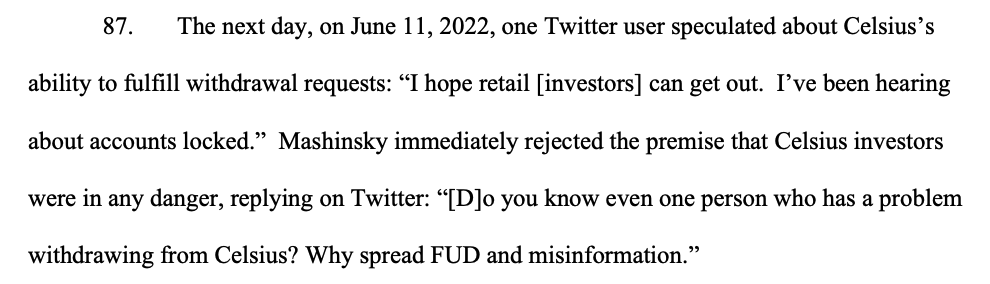 87. The next day, on June 11, 2022, one Twitter user speculated about Celsius’s
ability to fulfill withdrawal requests: “I hope retail [investors] can get out.  I’ve been hearing
about accounts locked.”  Mashinsky immediately rejected the premise that Celsius investors
were in any danger, replying on Twitter: “[D]o you know even one person who has a problem
withdrawing from Celsius? Why spread FUD and misinformation.”